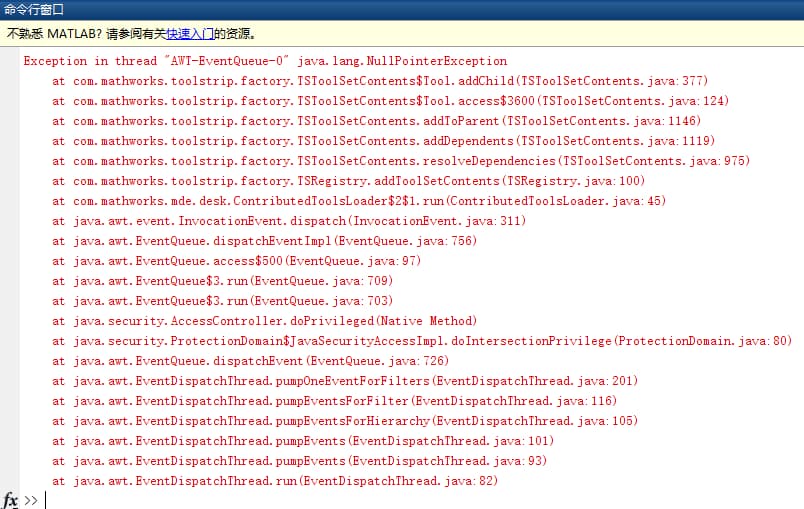 命令行窗口
不熟悉 MATLAB? 请参阅有关快速入门的资源。
Exception in thread "AWT-EventQueue-0" java.lang.NullPointerException
at com.mathworks.toolstrip.factory.TSToolSetContents$Tool.addChild(TSToolSetContents.java:377)
at com.mathworks.toolstrip.factory.TSToolSetContents$Tool.access$3600(TSToolSetContents.java:124)
at com.mathworks.toolstrip.factory.TSToolSetContents.addToParent(TSToolSetContents.java:1146)
at com.mathworks.toolstrip.factory.TSToolSetContents.addDependents(TSToolSetContents.java:1119)
at com.mathworks.toolstrip.factory.TSToolSetContents.resolveDependencies(TSToolSetContents.java:975)
at com.mathworks.toolstrip.factory.TSRegistry.addToolSetContents(TSRegistry.java:100)
at com.mathworks.mde.desk.ContributedToolsLoader$2$1.run(ContributedToolsLoader.java:45)
at java.awt.event.InvocationEvent.dispatch(InvocationEvent.java:311)
at java.awt.EventQueue.dispatchEventImpl(EventQueue.java:756)
at java.awt.EventQueue.access$500(EventQueue.java:97)
at java.awt.EventQueue$3.run(EventQueue.java:709)
at java.awt.EventQueue$3.run(EventQueue.java:703)
at java.security.AccessController.doPrivileged(Native Method)
at java.security.ProtectionDomain$JavaSecurityAccessImpl.doIntersectionPrivilege(ProtectionDomain.java:80)
at java.awt.EventQueue.dispatchEvent(EventQueue.java:726)
at java.awt.EventDispatchThread.pumpOneEventForFilters(EventDispatchThread.java:201)
at java.awt.EventDispatchThread.pumpEventsForFilter(EventDispatchThread.java:116)
at java.awt.EventDispatchThread.pumpEventsForHierarchy(EventDispatchThread.java:105)
at java.awt.EventDispatchThread.pumpEvents(EventDispatchThread.java:101)
at java.awt.EventDispatchThread.pumpEvents(EventDispatchThread.java:93)
at java.awt.EventDispatchThread.run(EventDispatchThread.java:82)
fx >>